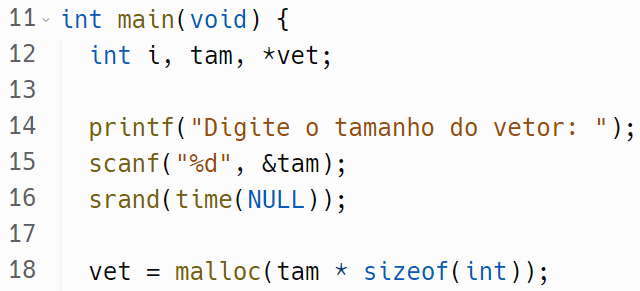 11 int main(void) {
12 int i, tam, *vet;
13
14 printf("Digite o tamanho do vetor: ");
15 scanf("%d", &tam);
16 srand(time(NULL));
17
18 vet = malloc(tam * sizeof(int));